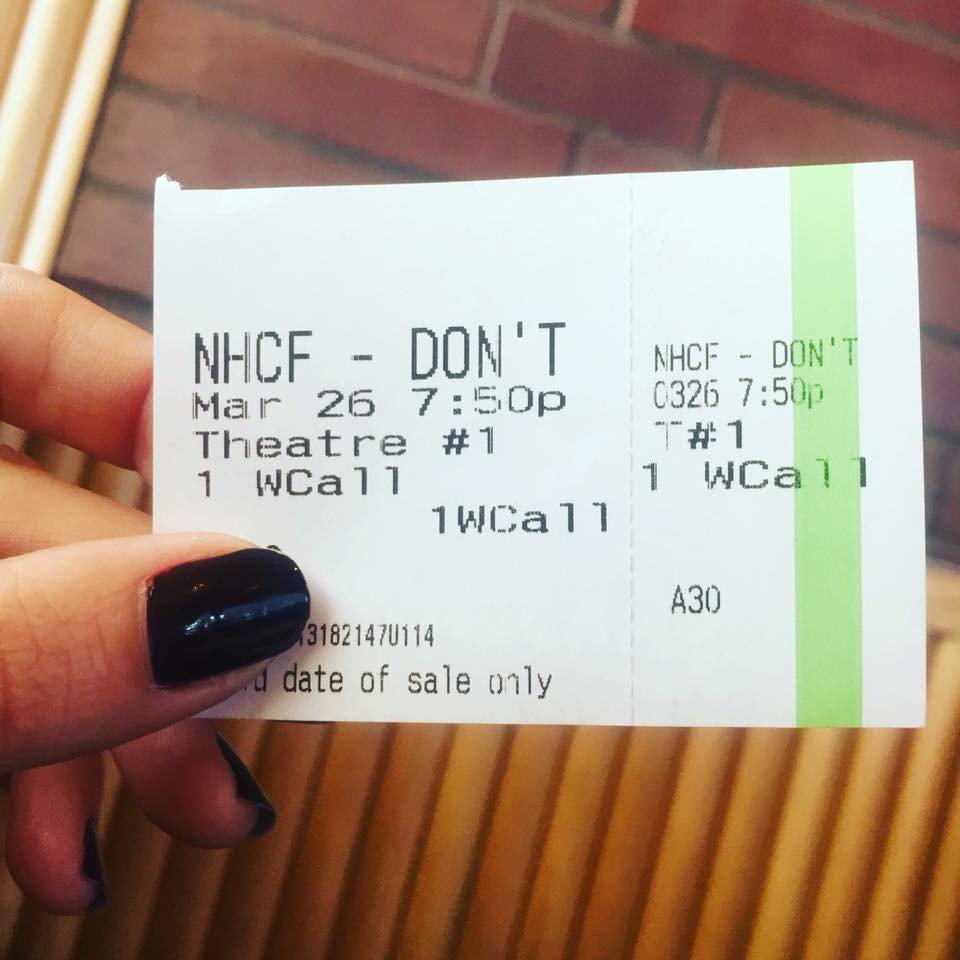 NHCF - DON'T
Mar 26 7:50p
Theatre #1
1 WCall
1WCall
31821470114
date of sale only
NHCF - DON'T
0326 7:50p
T#1
1 WCall
A30